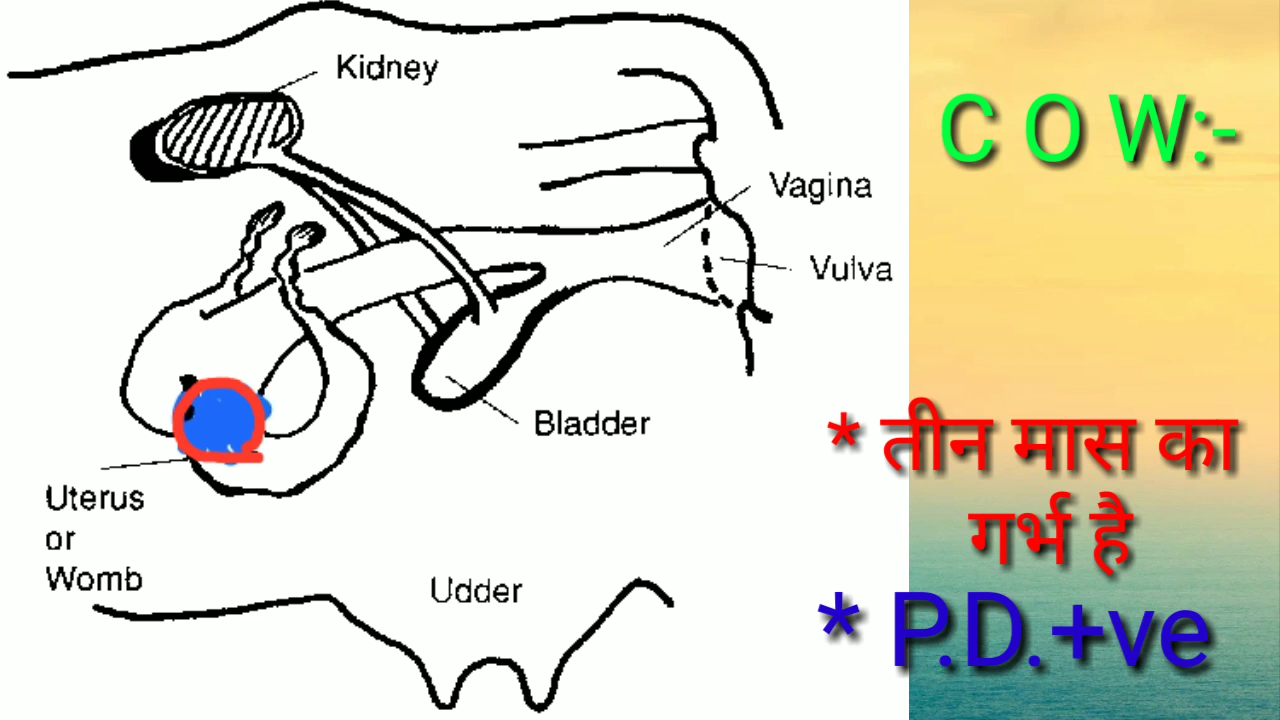 Kidney
Vagina
Vulva
Bladder
Uterus
or
Womb
Udder
C O W:-
* तीन मास का
गर्भ है
* P.D.+ve